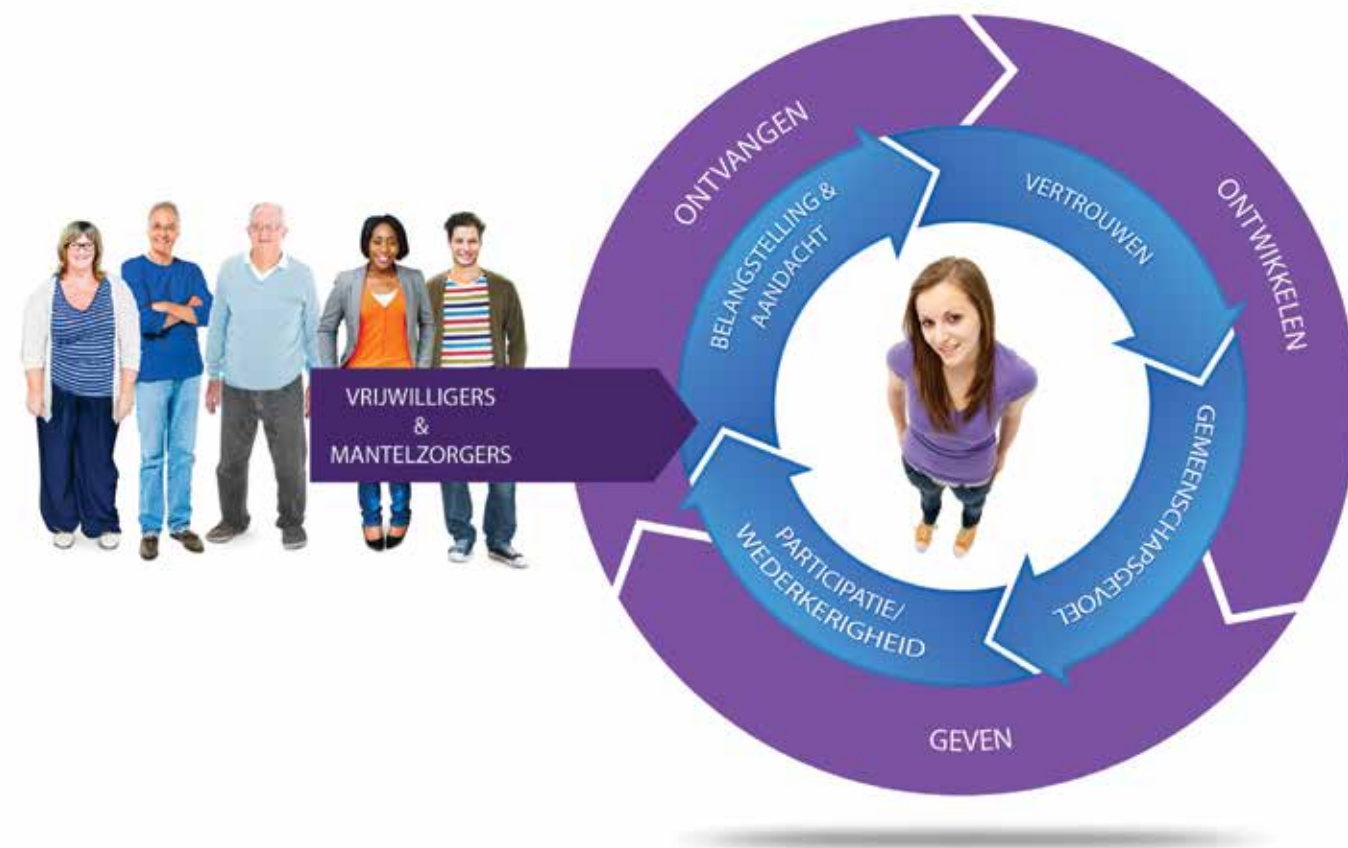 VRIJWILLIGERS
&
MANTELZORGERS
ONTVANGEN
ONTWIKKELEN
GEVEN
BELANGSTELLING &
AANDACHT
VERTROUWEN
GEMEENSCHAPSGEVOEL
PARTICIPATIE/
WEDERKERIGHEID